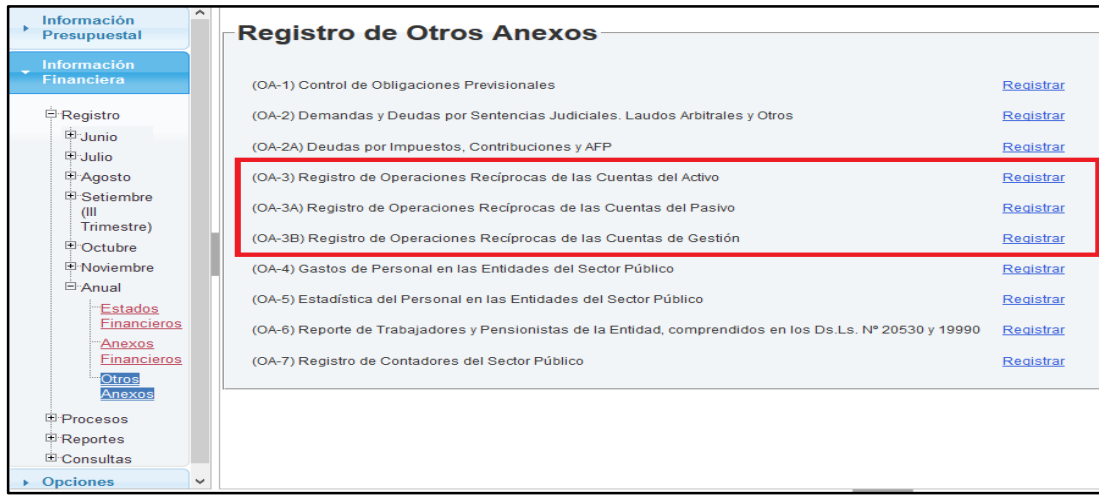 Información
Presupuestal
Información
Financiera
Registro
Junio
Julio
Agosto
Setiembre
(III
Trimestre)
Octubre
Noviembre
Anual
Estados
Financieros
Anexos
Financieros
Otros
Anexos
Procesos
Reportes
Consultas
Opciones
Registro de Otros Anexos
(OA-1) Control de Obligaciones Previsionales Registrar
(OA-2) Demandas y Deudas por Sentencias Judiciales. Laudos Arbitrales y Otros Registrar
(OA-2A) Deudas por Impuestos, Contribuciones y AFP Registrar
(OA-3) Registro de Operaciones Recíprocas de las Cuentas del Activo Registrar
(OA-3A) Registro de Operaciones Recíprocas de las Cuentas del Pasivo Registrar
(OA-3B) Registro de Operaciones Recíprocas de las Cuentas de Gestión Registrar
(OA-4) Gastos de Personal en las Entidades del Sector Público Registrar
(OA-5) Estadística del Personal en las Entidades del Sector Público Registrar
(OA-6) Reporte de Trabajadores y Pensionistas de la Entidad, comprendidos en los Ds.Ls. Nº 20530 y 19990 Registrar
(OA-7) Registro de Contadores del Sector Público Registrar